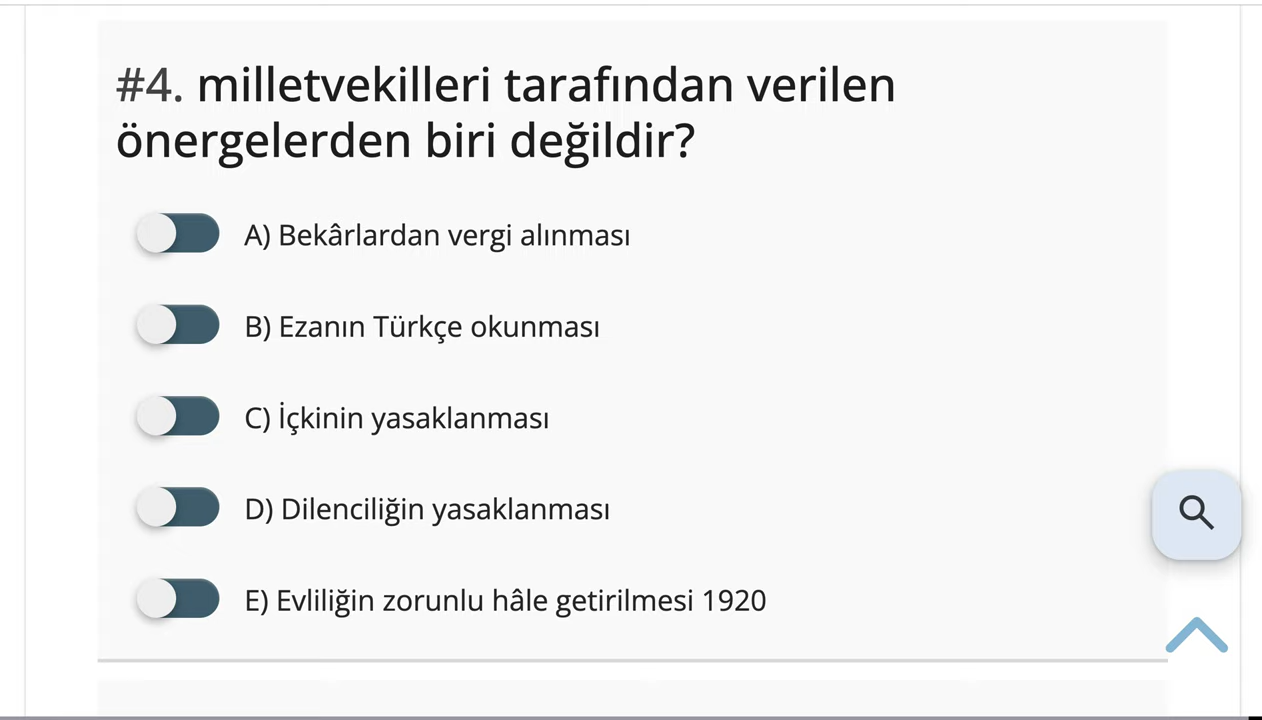 #4. milletvekilleri tarafından verilen
önergelerden biri değildir?
A) Bekârlardan vergi alınması
B) Ezanın Türkçe okunması
C) İçkinin yasaklanması
D) Dilenciliğin yasaklanması
E) Evliliğin zorunlu hâle getirilmesi 1920